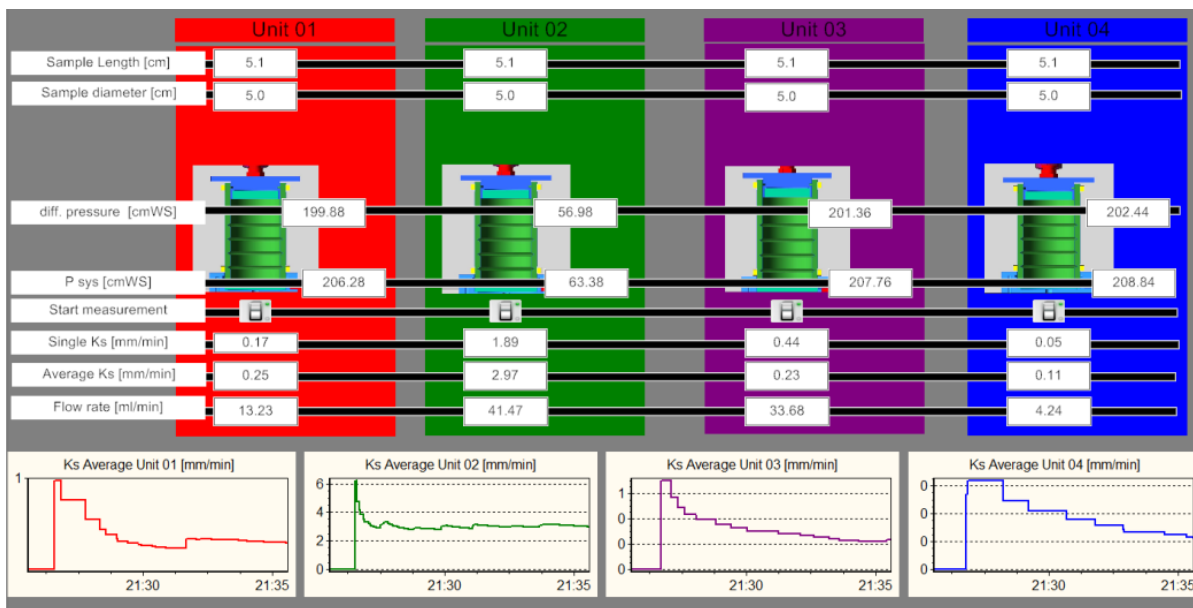 Unit 01 Unit 02 Unit 03 Unit 04
Sample Length [cm] 5.1 5.1 5.1 5.1
Sample diameter [cm] 5.0 5.0 5.0 5.0
diff. pressure [cmWS] 199.88 56.98 201.36 202.44
P sys [cmWS] 206.28 63.38 207.76 208.84
Start measurement
Single Ks [mm/min] 0.17 1.89 0.44 0.05
Average Ks [mm/min] 0.25 2.97 0.23 0.11
Flow rate [ml/min] 13.23 41.47 33.68 4.24
Ks Average Unit 01 [mm/min]
1
21:30 21:35
Ks Average Unit 02 [mm/min]
6
4
2
0
21:30 21:35
Ks Average Unit 03 [mm/min]
1
0
0
0
21:30 21:35
Ks Average Unit 04 [mm/min]
0
0
0
0
21:30 21:35